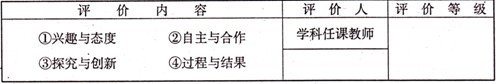 评价内容 评价人 评价等级
①兴趣与态度 ②自主与合作 学科任课教师
③探究与创新 ④过程与结果